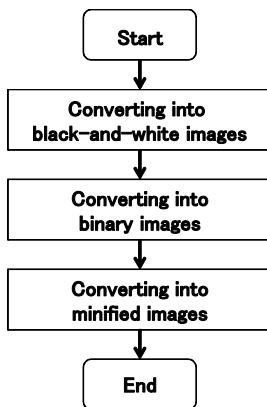 Start
Converting into
black-and-white images
Converting into
binary images
Converting into
minified images
End